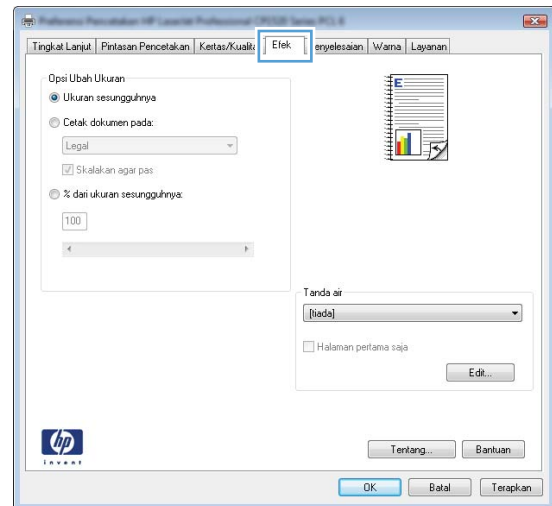 Tingkat Lanjut Pintasan Pencetakan Kertas/Kualita Efek enyelesaian Warna Layanan
Opsi Ubah Ukuran
Ukuran sesungguhnya
Cetak dokumen pada:
Legal
Skalakan agar pas
% dari ukuran sesungguhnya:
100
E
Tanda air
[tiada]
Halaman pertama saja
Edit...
hp
invent
Tentang... Bantuan
OK Batal Terapkan